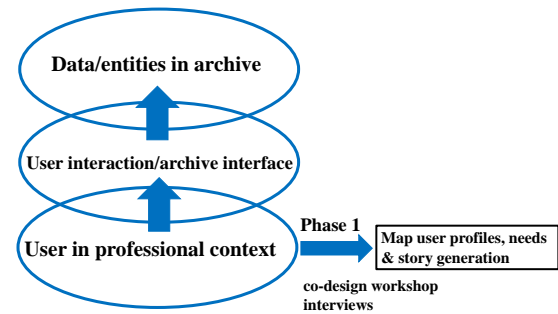 Data/entities in archive
User interaction/archive interface
User in professional context
Phase 1
Map user profiles, needs
& story generation
co-design workshop
interviews